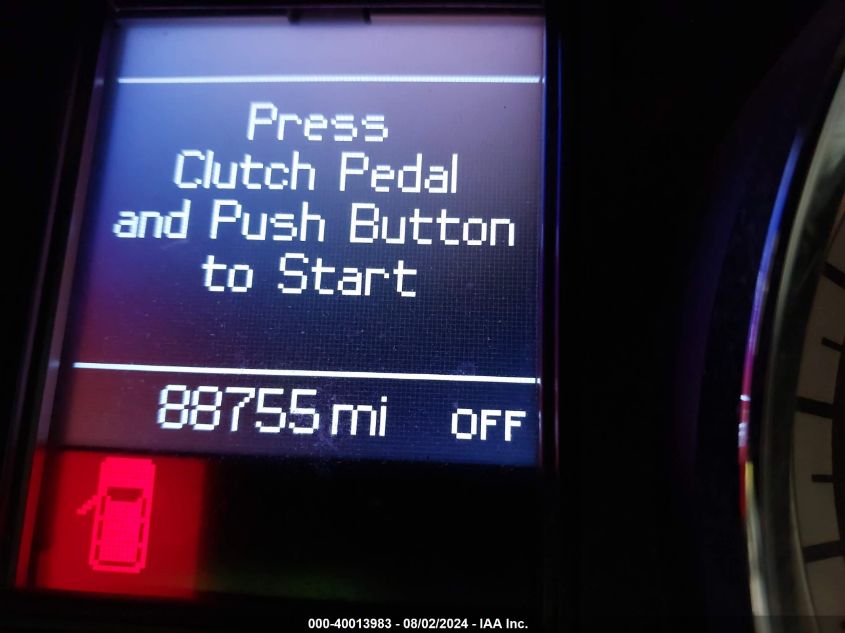 Press
Clutch Pedal
and Push Button
to Start
88755 mi OFF
000-40013983 - 08/02/2024 - IAA Inc.